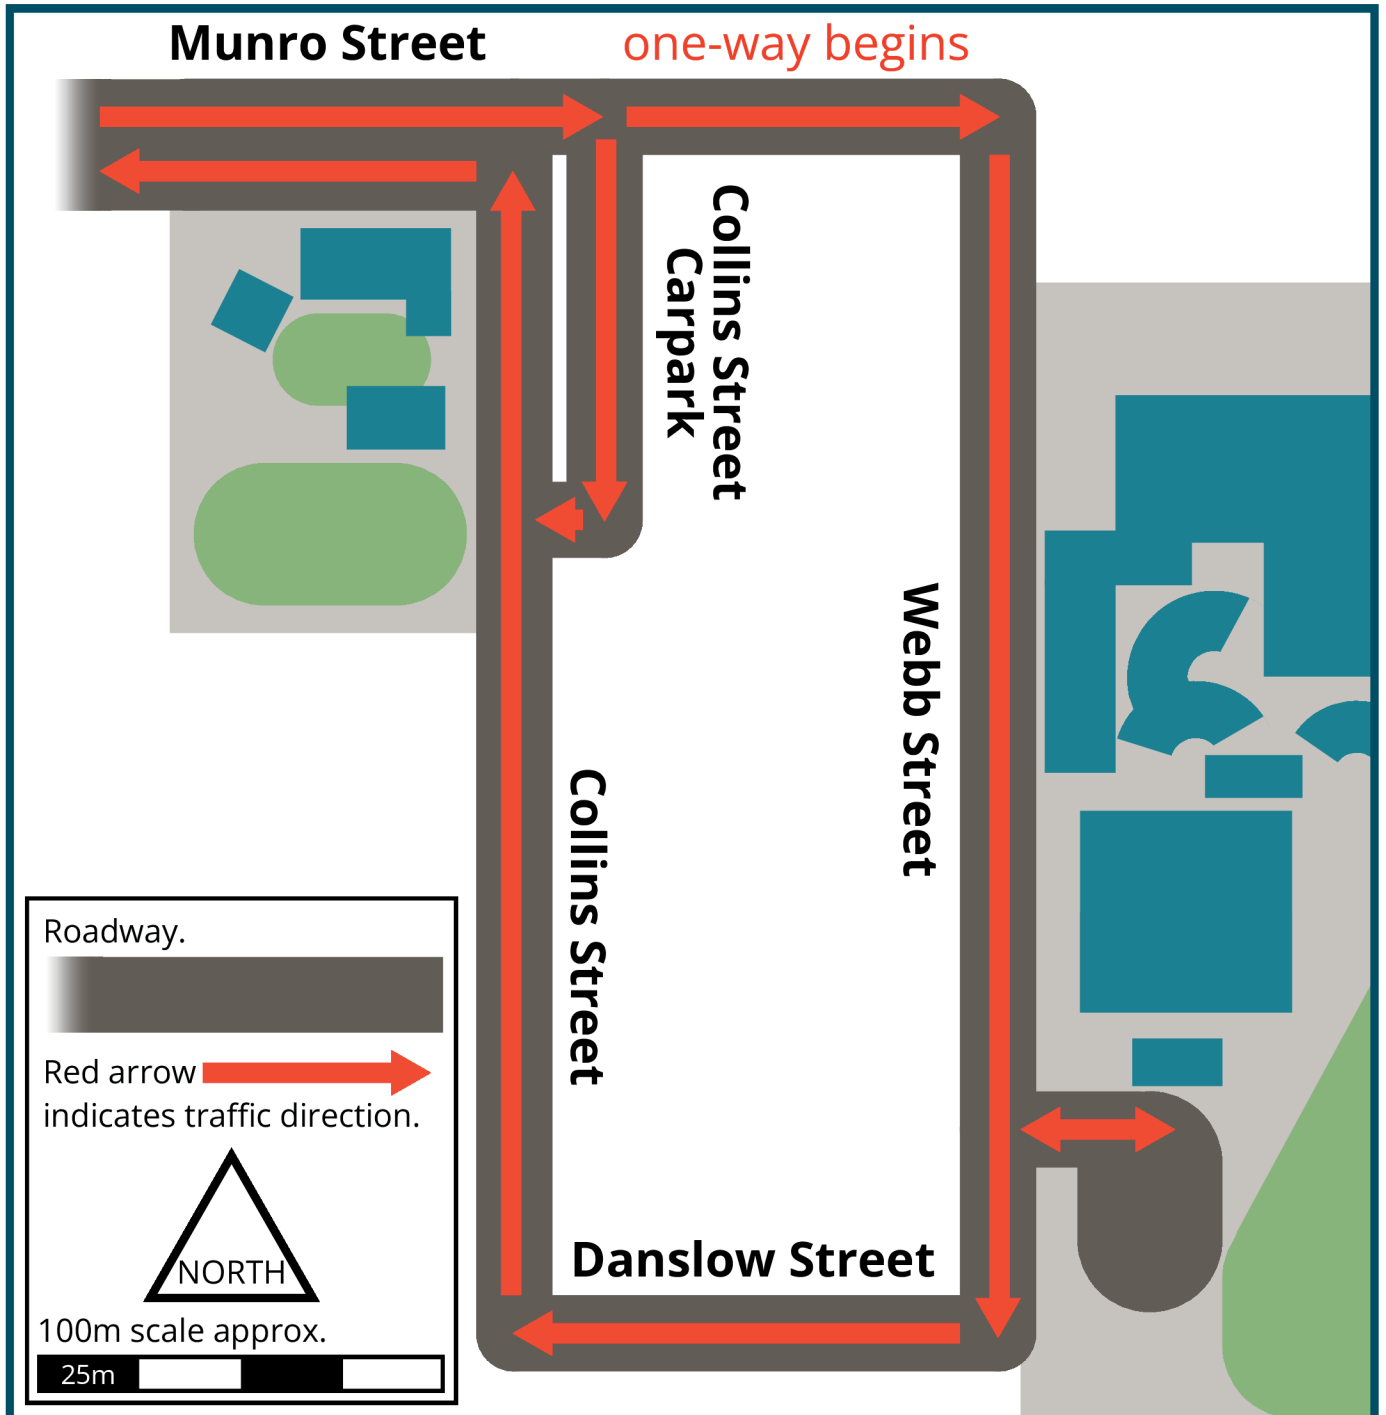 Munro Street
one-way begins
Collins Street
Carpark
Webb Street
Collins Street
Danslow Street
Roadway.
Red arrow
indicates traffic direction.
NORTH
100m scale approx.
25m